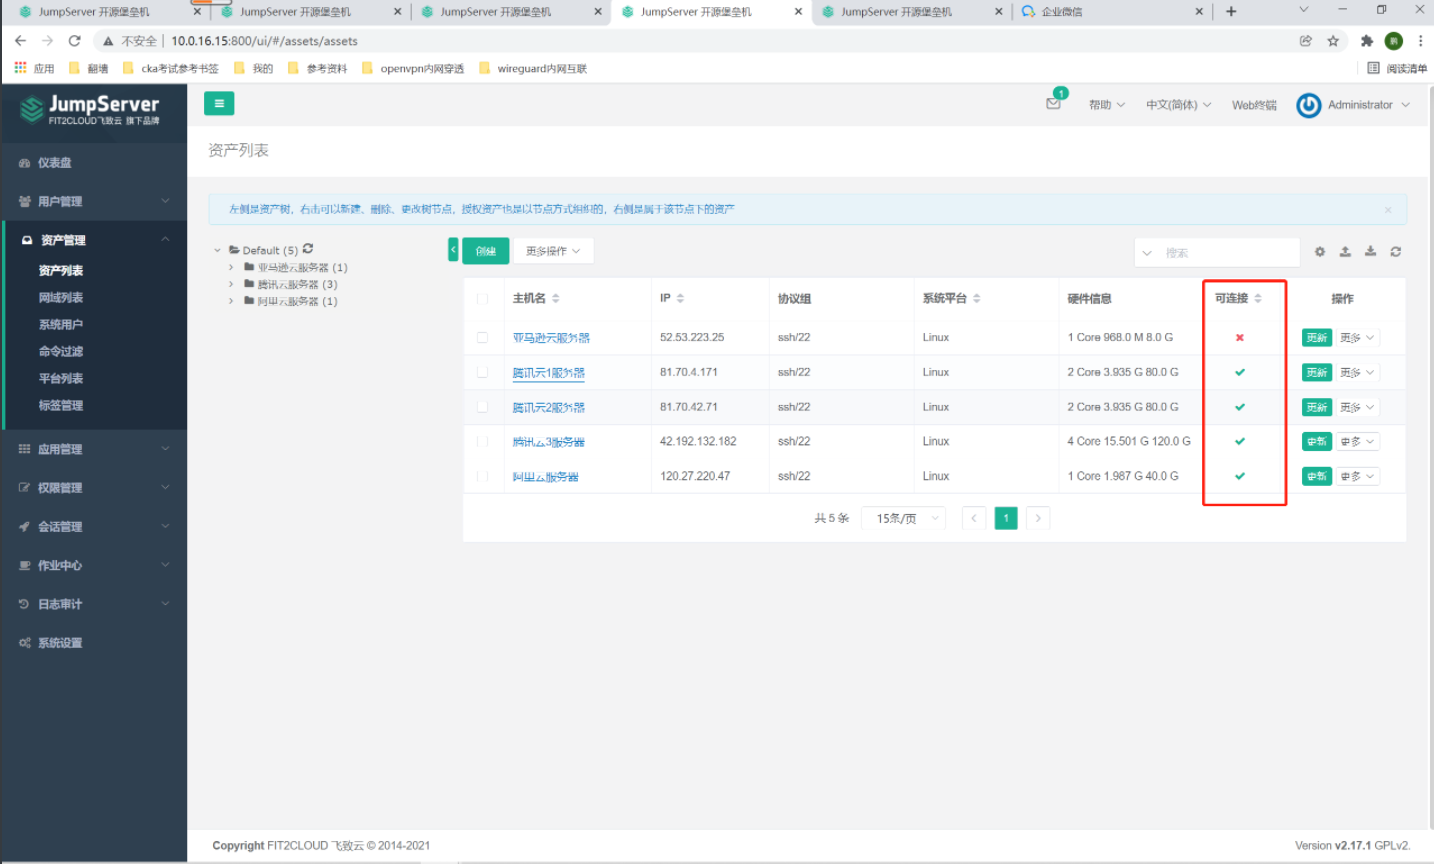 JumpServer 开源堡垒机
JumpServer 开源堡垒机
JumpServer 开源堡垒机
JumpServer 开源堡垒机
JumpServer 开源堡垒机
企业微信
不安全 10.0.16.15:800/ui/#/assets/assets
应用 翻墙 cka考试参考书签 我的 参考资料 openvpn内网穿透 wireguard内网互联 阅读清单
JumpServer
FIT2CLOUD飞致云 旗下品牌
1 帮助 中文(简体) Web终端 Administrator
资产列表
仪表盘
用户管理
资产管理
资产列表
网域列表
系统用户
命令过滤
平台列表
标签管理
应用管理
权限管理
会话管理
作业中心
日志审计
系统设置
左侧是资产树，右击可以新建、删除、更改树节点，授权资产也是以节点方式组织的，右侧是属于该节点下的资产
Default (5)
亚马逊云服务器 (1)
腾讯云服务器 (3)
阿里云服务器 (1)
创建 更多操作 搜索
主机名 IP 协议组 系统平台 硬件信息 可连接 操作
亚马逊云服务器 52.53.223.25 ssh/22 Linux 1 Core 968.0 M 8.0 G 更新 更多
腾讯云1服务器 81.70.4.171 ssh/22 Linux 2 Core 3.935 G 80.0 G 更新 更多
腾讯云2服务器 81.70.42.71 ssh/22 Linux 2 Core 3.935 G 80.0 G 更新 更多
腾讯云3服务器 42.192.132.182 ssh/22 Linux 4 Core 15.501 G 120.0 G 更新 更多
阿里云服务器 120.27.220.47 ssh/22 Linux 1 Core 1.987 G 40.0 G 更新 更多
共 5 条 15条/页 1
Copyright FIT2CLOUD 飞致云 © 2014-2021
Version v2.17.1 GPLv2.